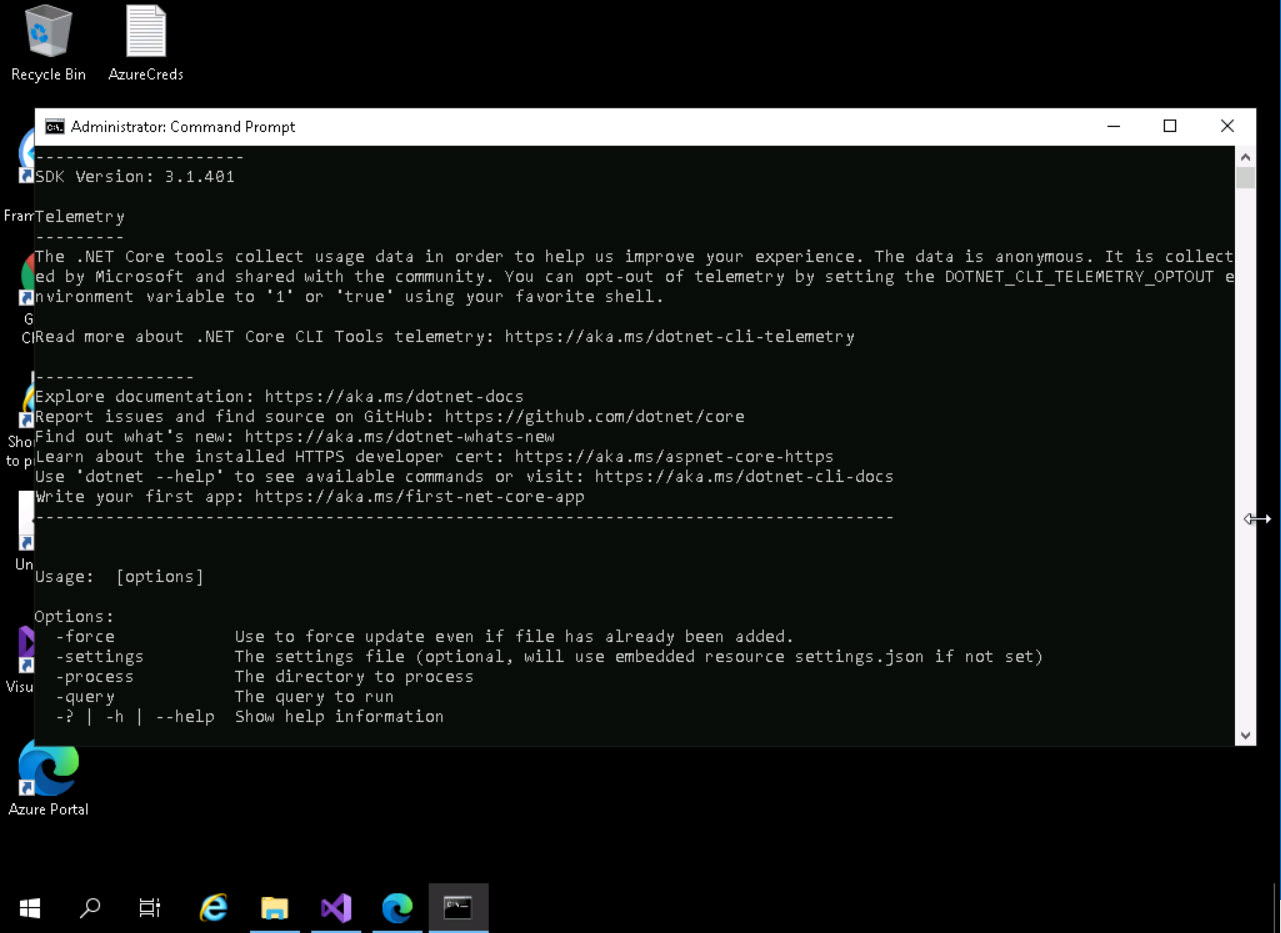 Recycle Bin
AzureCreds
Administrator: Command Prompt
---------------------
SDK Version: 3.1.401
Telemetry
---------
The .NET Core tools collect usage data in order to help us improve your experience. The data is anonymous. It is collect
ed by Microsoft and shared with the community. You can opt-out of telemetry by setting the DOTNET_CLI_TELEMETRY_OPTOUT e
nvironment variable to '1' or 'true' using your favorite shell.
Read more about .NET Core CLI Tools telemetry: https://aka.ms/dotnet-cli-telemetry
----------------
Explore documentation: https://aka.ms/dotnet-docs
Report issues and find source on GitHub: https://github.com/dotnet/core
Find out what's new: https://aka.ms/dotnet-whats-new
Learn about the installed HTTPS developer cert: https://aka.ms/aspnet-core-https
Use 'dotnet --help' to see available commands or visit: https://aka.ms/dotnet-cli-docs
Write your first app: https://aka.ms/first-net-core-app
--------------------------------------------------------------------------------------
Usage:  [options]
Options:
-force Use to force update even if file has already been added.
-settings The settings file (optional, will use embedded resource settings.json if not set)
-process The directory to process
-query The query to run
-? | -h | --help Show help information
Azure Portal